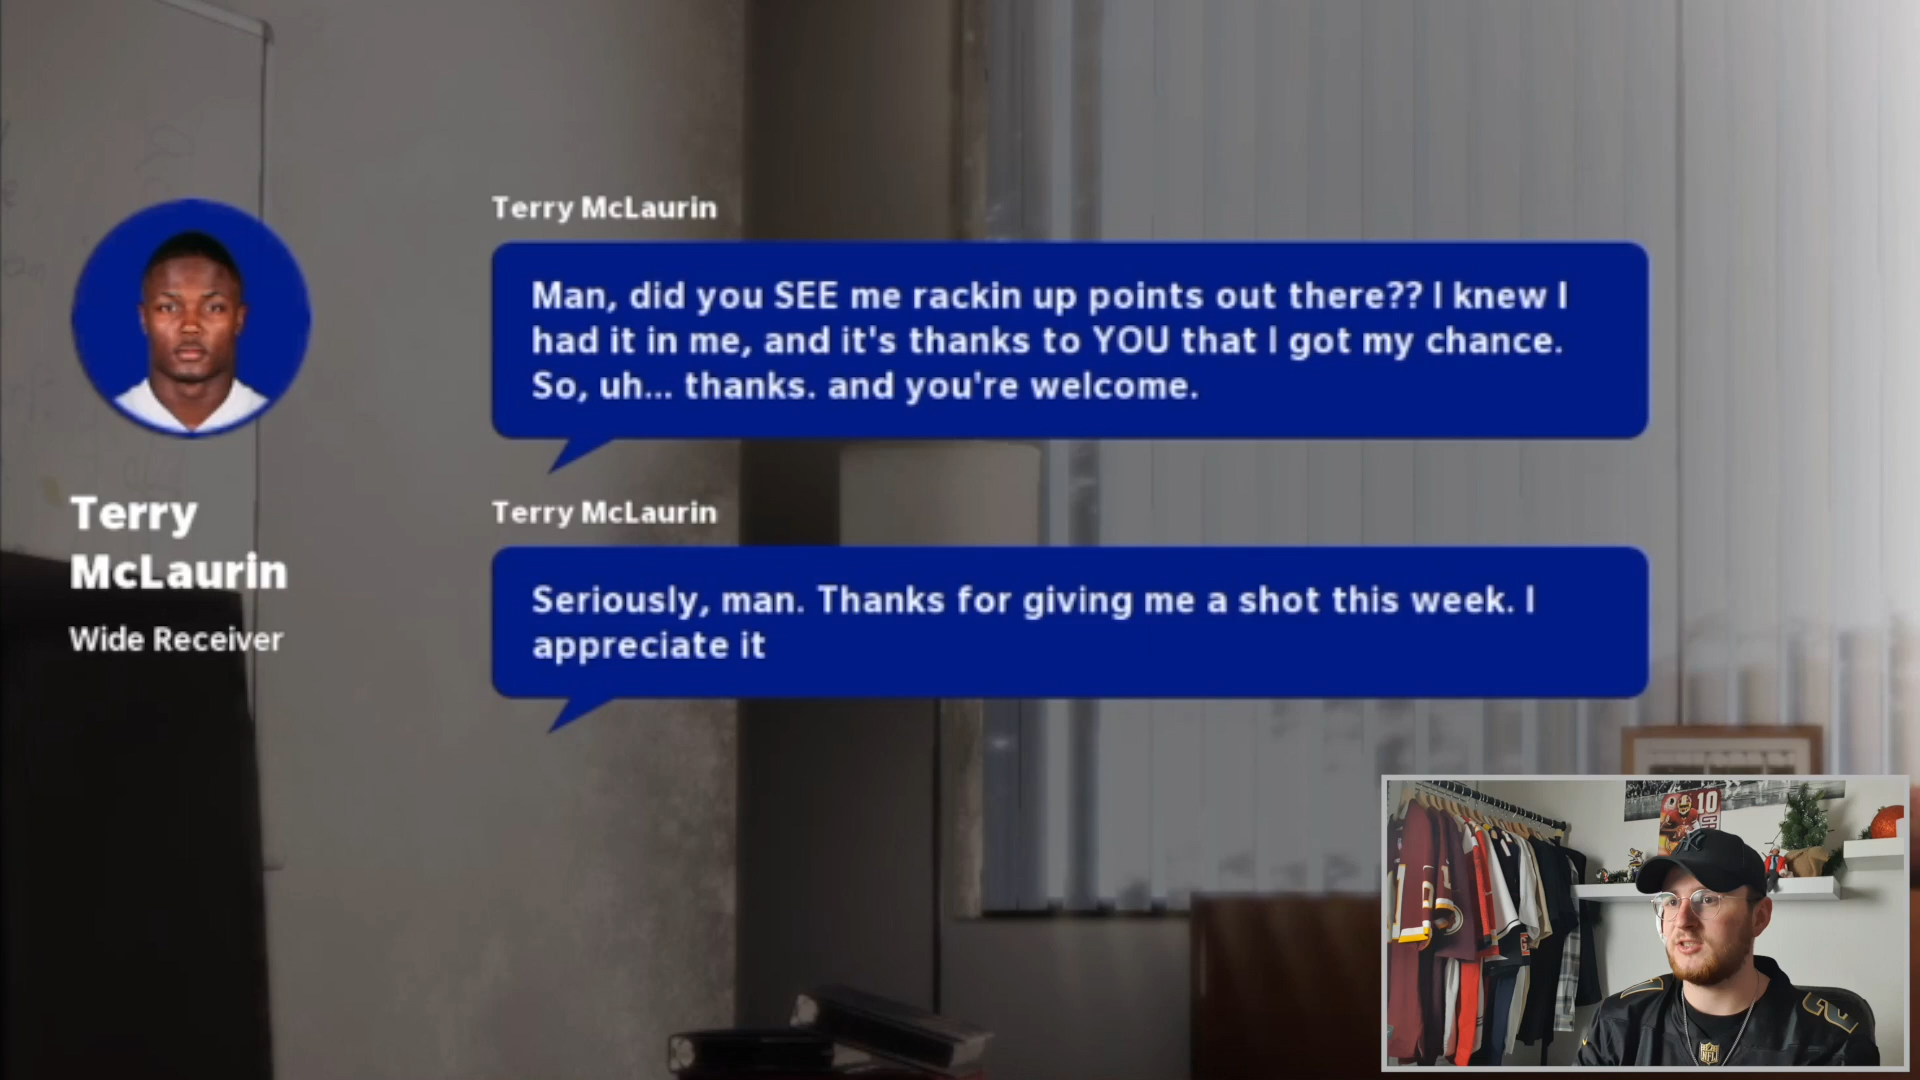 Terry McLaurin
Man, did you SEE me rackin up points out there?? I knew I
had it in me, and it's thanks to YOU that I got my chance.
So, uh... thanks. and you're welcome.
Terry
McLaurin
Wide Receiver
Terry McLaurin
Seriously, man. Thanks for giving me a shot this week. I
appreciate it
10
2
NFL